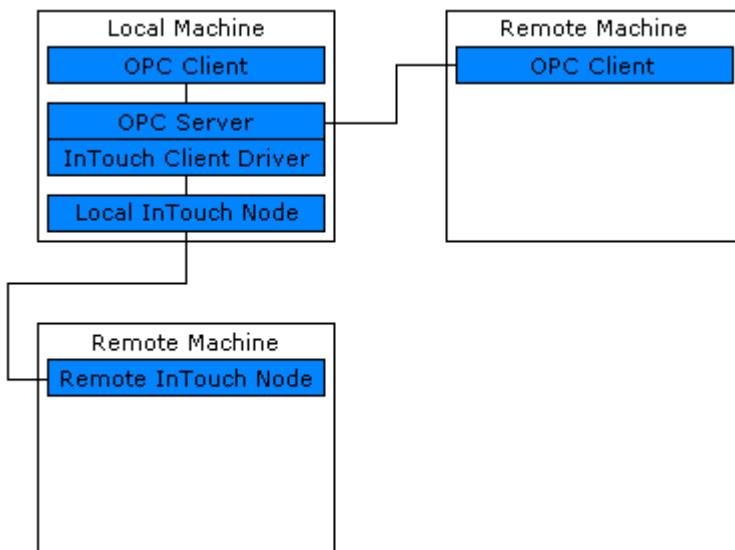 Local Machine
OPC Client
OPC Server
InTouch Client Driver
Local InTouch Node
Remote Machine
OPC Client
Remote Machine
Remote InTouch Node